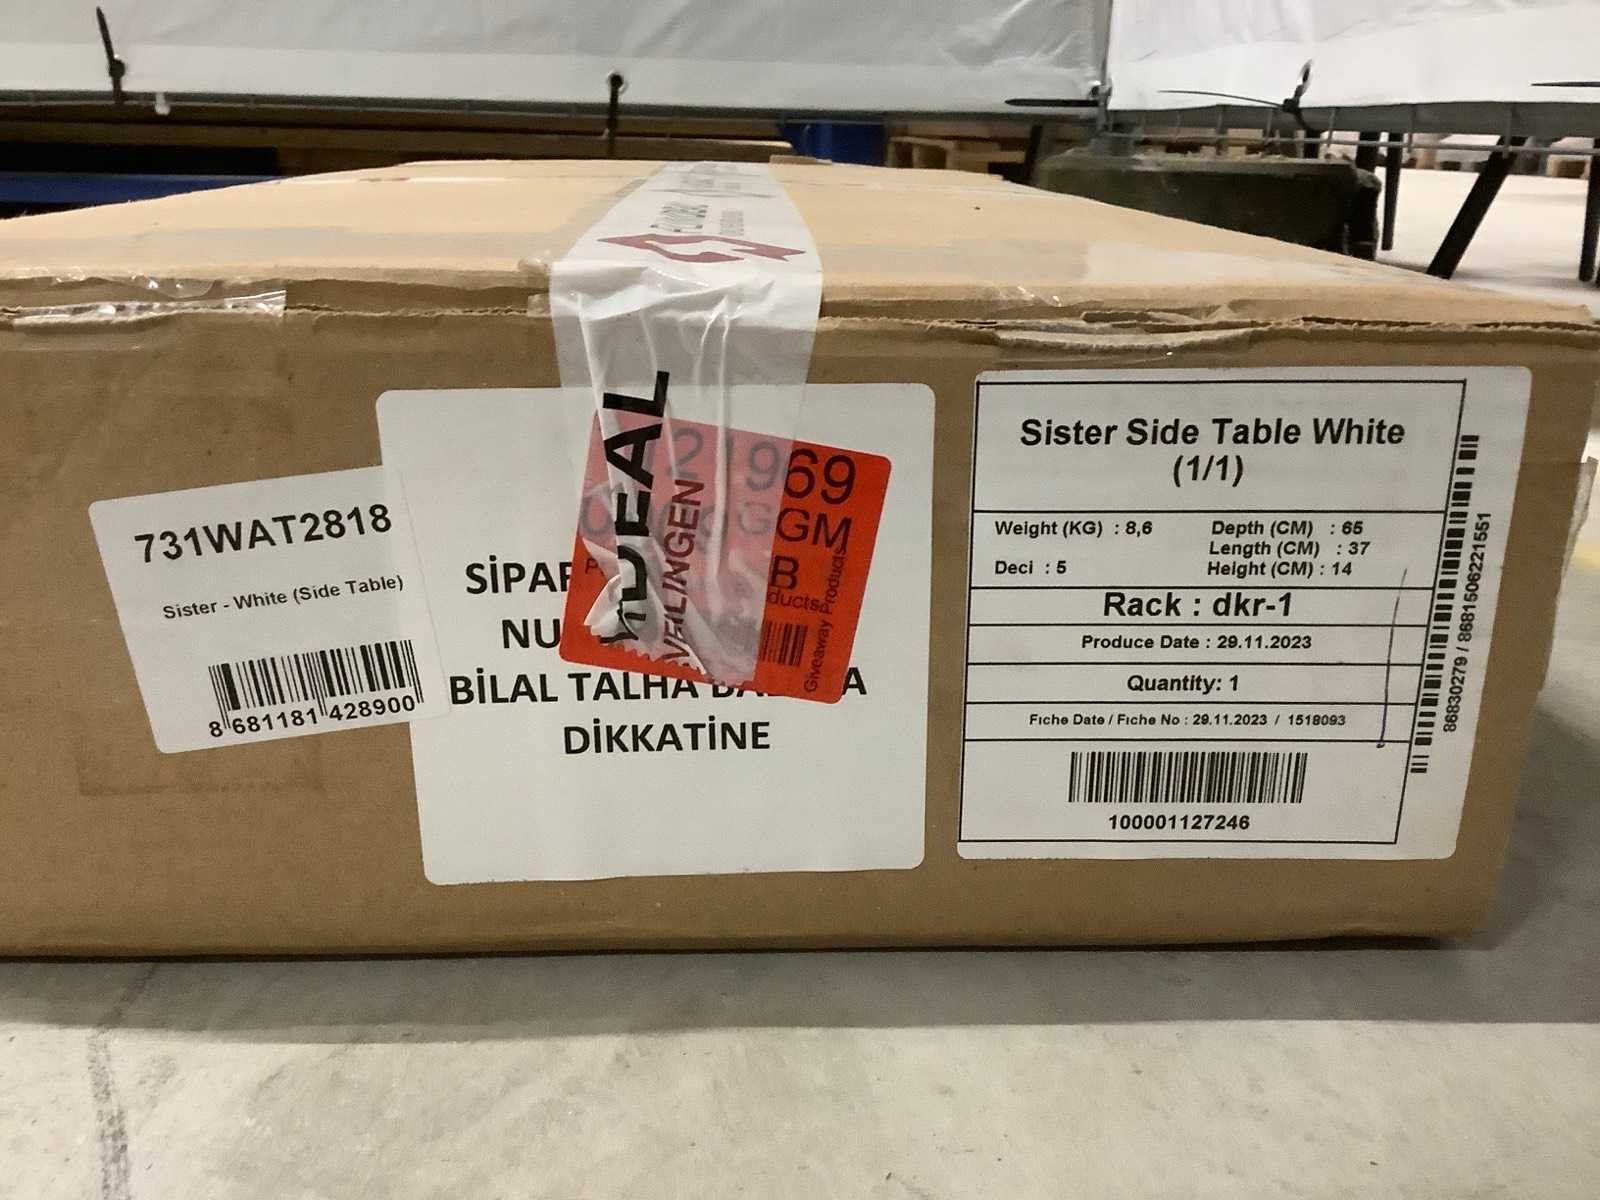 731WAT2818
Sister - White (Side Table)
8 681181 428900
SİPAR
NU
BİLAL TALHA
DİKKATİNE
DEAL
VEILINGEN
69
GGM
B
ducts
Giveaway Products
Sister Side Table White
(1/1)
Weight (KG) : 8,6 Depth (CM) : 65
Length (CM) : 37
Deci : 5 Height (CM) : 14
Rack : dkr-1
Produce Date : 29.11.2023
Quantity: 1
Fiche Date / Fiche No : 29.11.2023 / 1518093
100001127246
86830279 / 8681506221551